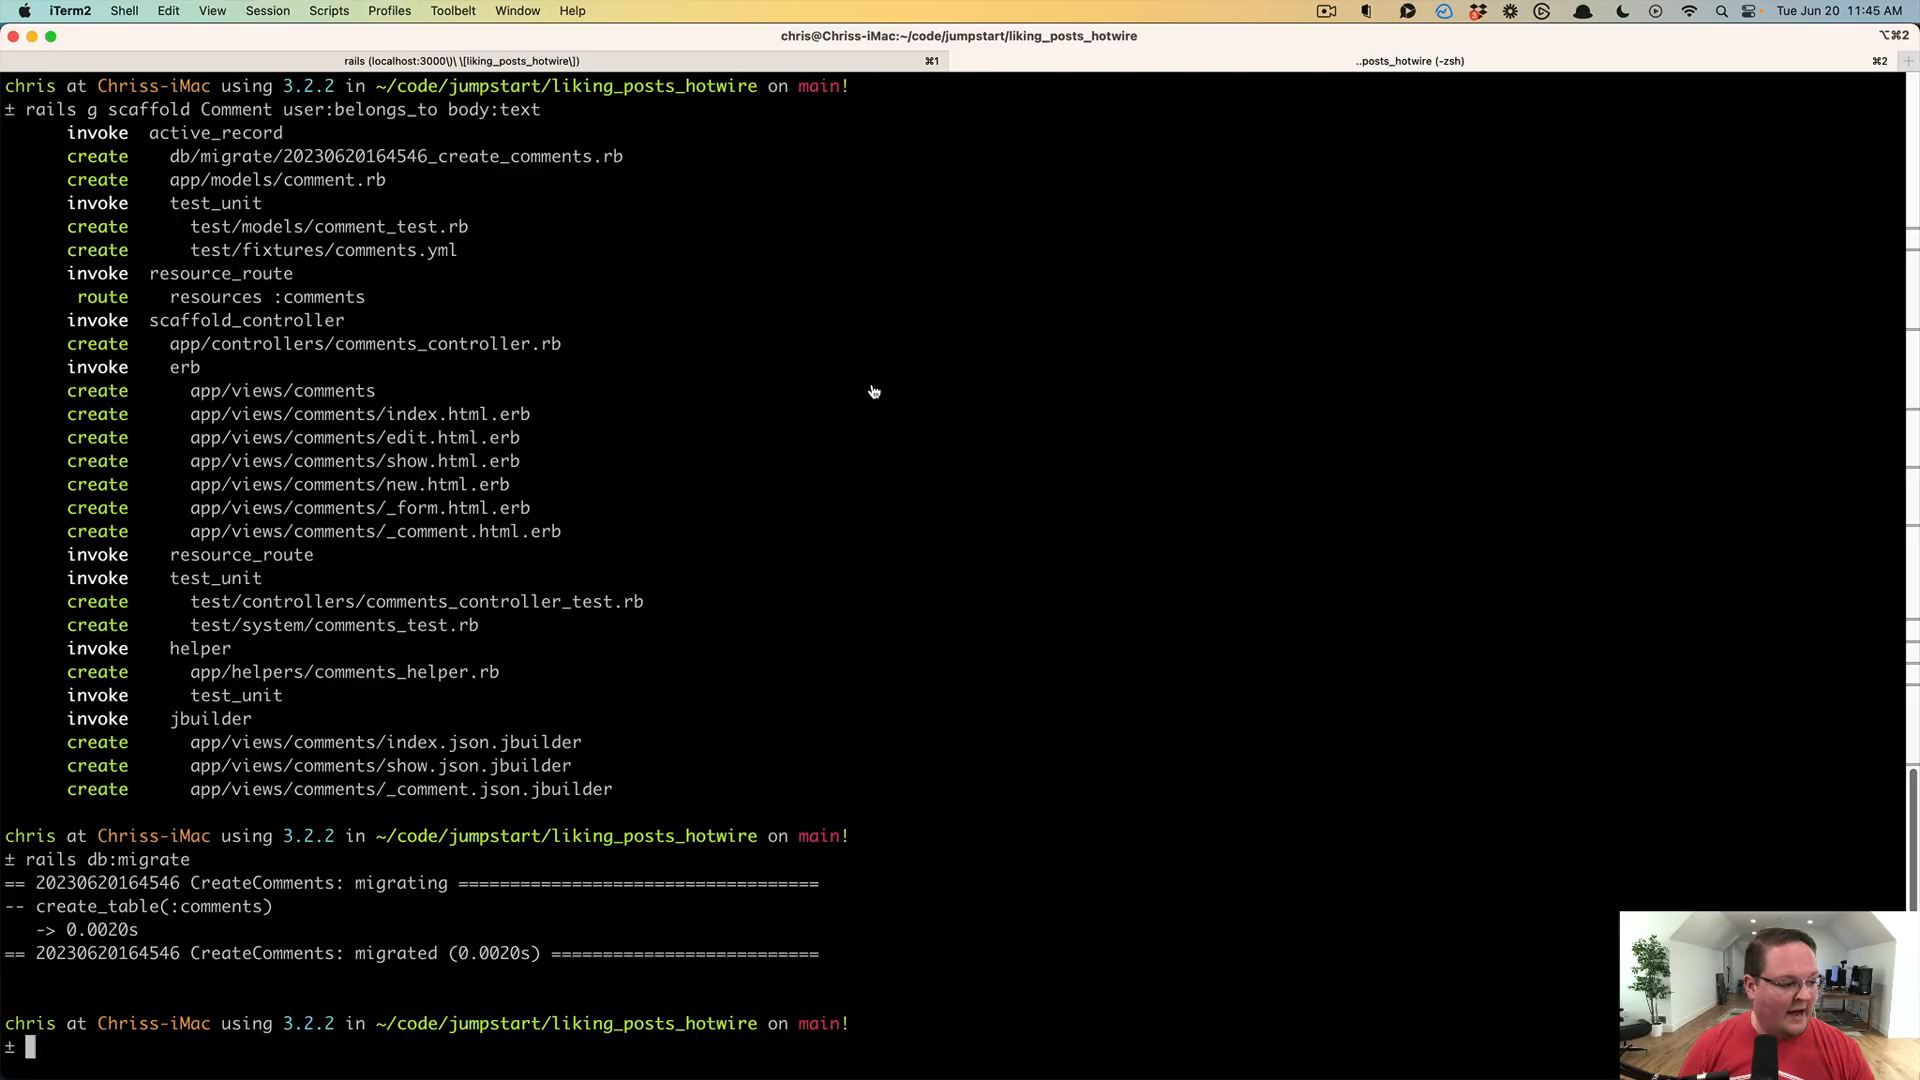 iTerm2 Shell Edit View Session Scripts Profiles Toolbelt Window Help Tue Jun 20 11:45 AM
chris@Chriss-iMac:~/code/jumpstart/liking_posts_hotwire ⌥⌘2
rails (localhost:3000\)\ \[liking_posts_hotwire\]) ⌘1 ..posts_hotwire (-zsh) ⌘2
chris at Chriss-iMac using 3.2.2 in ~/code/jumpstart/liking_posts_hotwire on main!
± rails g scaffold Comment user:belongs_to body:text
invoke active_record
create db/migrate/20230620164546_create_comments.rb
create app/models/comment.rb
invoke test_unit
create test/models/comment_test.rb
create test/fixtures/comments.yml
invoke resource_route
route resources :comments
invoke scaffold_controller
create app/controllers/comments_controller.rb
invoke erb
create app/views/comments
create app/views/comments/index.html.erb
create app/views/comments/edit.html.erb
create app/views/comments/show.html.erb
create app/views/comments/new.html.erb
create app/views/comments/_form.html.erb
create app/views/comments/_comment.html.erb
invoke resource_route
invoke test_unit
create test/controllers/comments_controller_test.rb
create test/system/comments_test.rb
invoke helper
create app/helpers/comments_helper.rb
invoke test_unit
invoke jbuilder
create app/views/comments/index.json.jbuilder
create app/views/comments/show.json.jbuilder
create app/views/comments/_comment.json.jbuilder
chris at Chriss-iMac using 3.2.2 in ~/code/jumpstart/liking_posts_hotwire on main!
± rails db:migrate
== 20230620164546 CreateComments: migrating ===================================
-- create_table(:comments)
-> 0.0020s
== 20230620164546 CreateComments: migrated (0.0020s) ==========================
chris at Chriss-iMac using 3.2.2 in ~/code/jumpstart/liking_posts_hotwire on main!
±